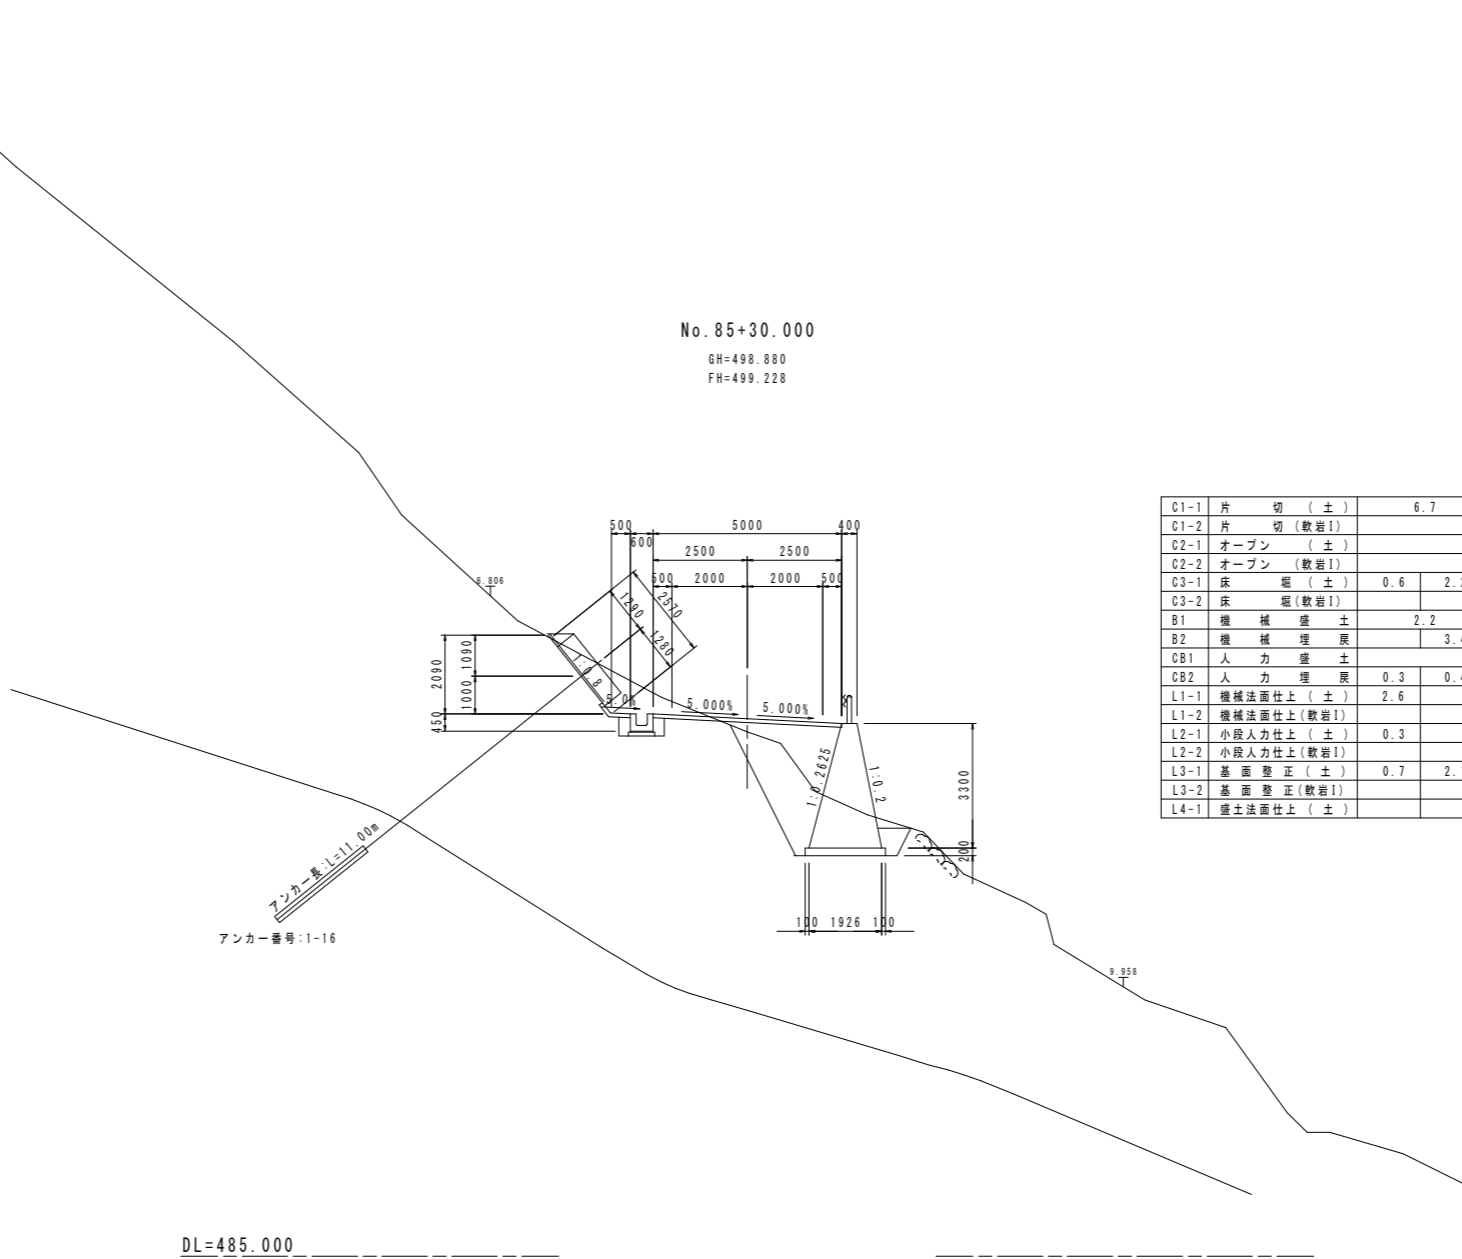 No.85+30.000
GH=498.880
FH=499.228
500 5000 400
600
2500 2500
500 2000 2000 500
6.806
1290 2570
1280
1:0.8
2090 1090
1000
450
5.0%
5.000% 5.000%
1:0.2625
1:0.2
3300
200
100 1926 100
アンカー長:L=11.00m
アンカー番号:1-16
9.958
C1-1 片 切 ( 土 ) 6.7
C1-2 片 切 (軟岩I)
C2-1 オープン ( 土 )
C2-2 オープン (軟岩I)
C3-1 床 堀 ( 土 ) 0.6 2.
C3-2 床 堀(軟岩I)
B1 機 械 盛 土 2.2
B2 機 械 埋 戻 3.
CB1 人 力 盛 土
CB2 人 力 埋 戻 0.3 0.
L1-1 機械法面仕上 ( 土 ) 2.6
L1-2 機械法面仕上(軟岩I)
L2-1 小段人力仕上 ( 土 ) 0.3
L2-2 小段人力仕上(軟岩I)
L3-1 基 面 整 正 ( 土 ) 0.7 2.
L3-2 基 面 整 正(軟岩I)
L4-1 盛土法面仕上 ( 土 )
DL=485.000